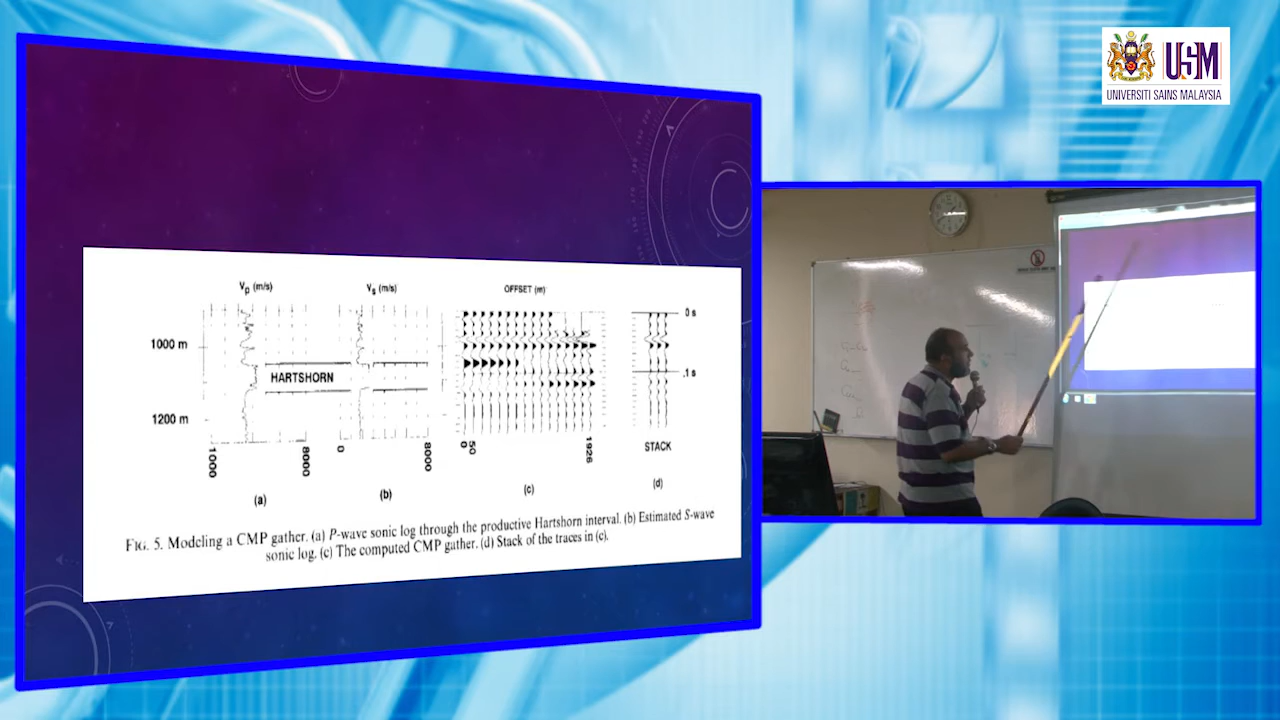 USM
UNIVERSITI SAINS MALAYSIA
Vp (m/s)
Vs (m/s)
OFFSET (m)
1000 m
1200 m
HARTSHORN
0 s
.1 s
1000
8000
0
8000
0
50
1926
STACK
(a)
(b)
(c)
(d)
FIG. 5. Modeling a CMP gather. (a) P-wave sonic log through the productive Hartshorn interval. (b) Estimated S-wave
sonic log. (c) The computed CMP gather. (d) Stack of the traces in (c).